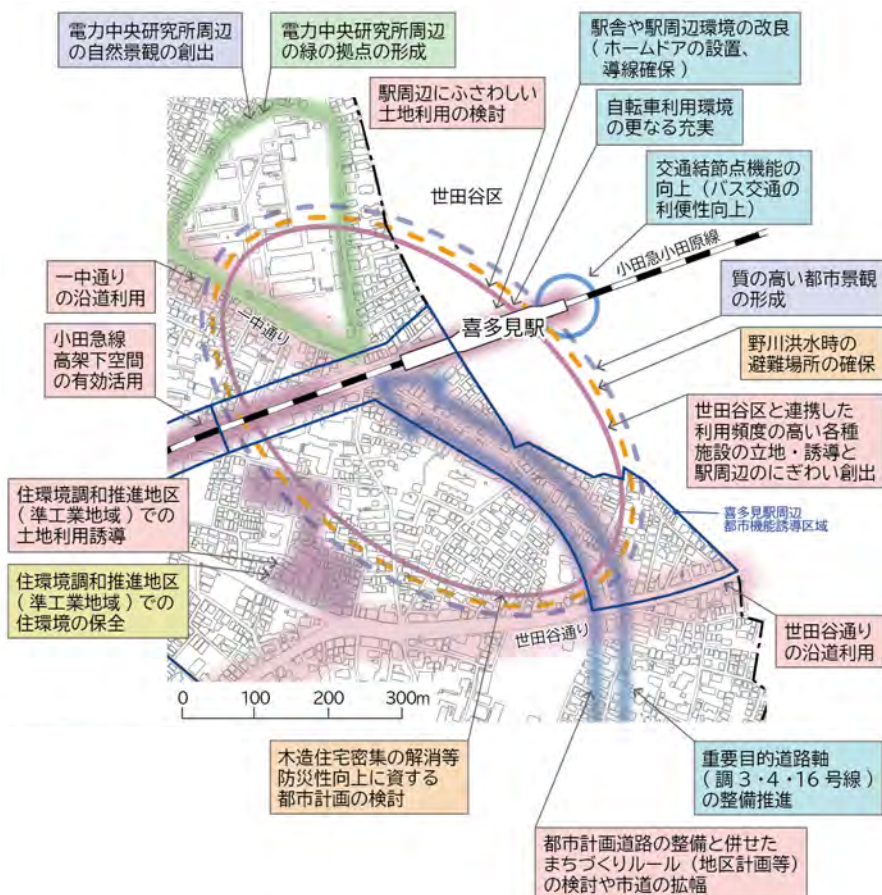 電力中央研究所周辺
の自然景観の創出
電力中央研究所周辺
の緑の拠点の形成
駅舎や駅周辺環境の改良
（ホームドアの設置、
導線確保）
駅周辺にふさわしい
土地利用の検討
自転車利用環境
の更なる充実
交通結節点機能の
向上（バス交通の
利便性向上）
世田谷区
小田急小田原線
一中通り
の沿道利用
一中通り
喜多見駅
質の高い都市景観
の形成
小田急線
高架下空間
の有効活用
野川洪水時の
避難場所の確保
世田谷区と連携した
利用頻度の高い各種
施設の立地・誘導と
駅周辺のにぎわい創出
住環境調和推進地区
（準工業地域）での
土地利用誘導
喜多見駅周辺
都市機能誘導区域
住環境調和推進地区
（準工業地域）での
住環境の保全
世田谷通り
世田谷通り
の沿道利用
0 100 200 300m
木造住宅密集の解消等
防災性向上に資する
都市計画の検討
重要目的道路軸
（調3・4・16号線）
の整備推進
都市計画道路の整備と併せた
まちづくりルール（地区計画等）
の検討や市道の拡幅